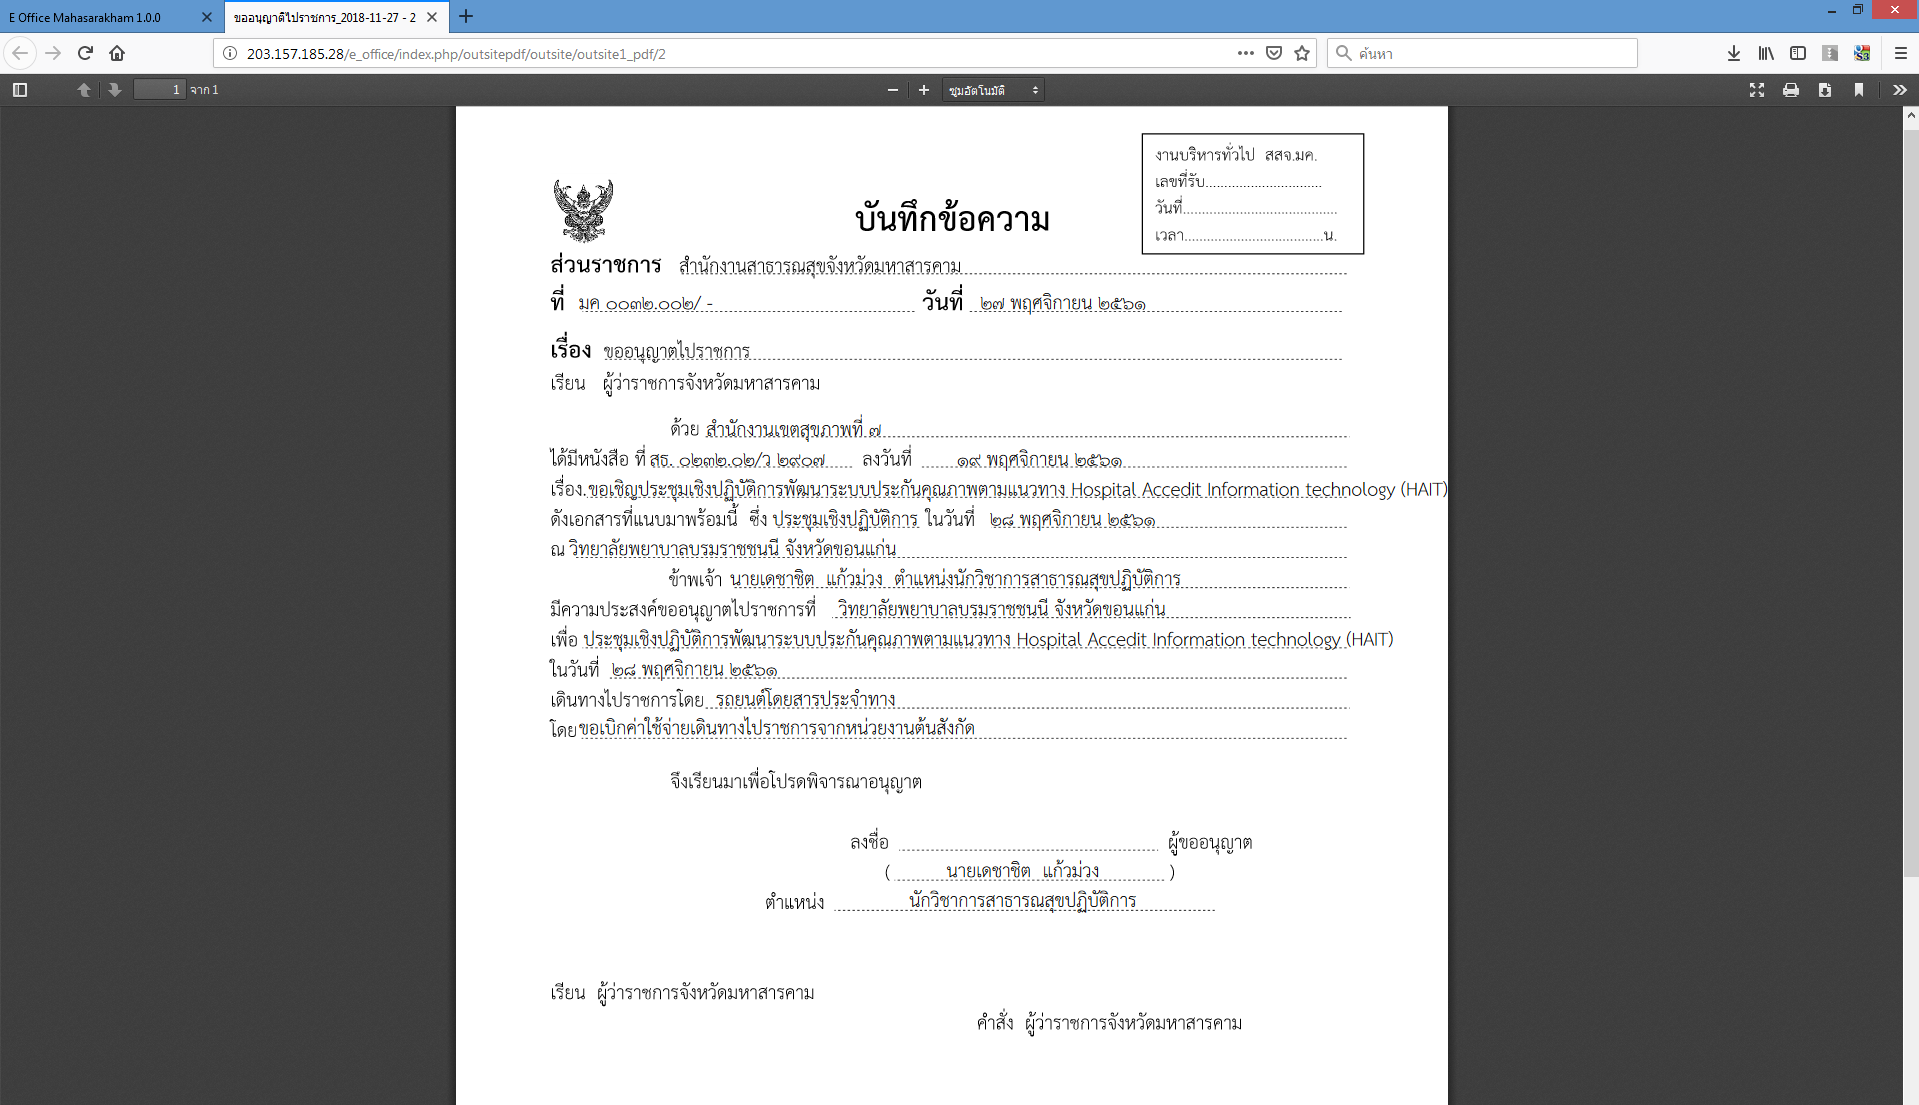 E Office Mahasarakham 1.0.0
ขออนุญาติไปราชการ_2018-11-27 - 2
203.157.185.28/e_office/index.php/outsitepdf/outsite/outsite1_pdf/2
ค้นหา
1 จาก 1
ซูมอัตโนมัติ
งานบริหารทั่วไป สสจ.มค.
เลขที่รับ...............................
วันที่.........................................
เวลา.....................................น.
บันทึกข้อความ
ส่วนราชการ สำนักงานสาธารณสุขจังหวัดมหาสารคาม
ที่ มค ๐๐๓๒.๐๐๒/ - วันที่ ๒๗ พฤศจิกายน ๒๕๖๑
เรื่อง ขออนุญาตไปราชการ
เรียน ผู้ว่าราชการจังหวัดมหาสารคาม
ด้วย สำนักงานเขตสุขภาพที่ ๗
ได้มีหนังสือ ที่ สธ. ๐๒๓๒.๐๒/ว ๒๙๐๗ ลงวันที่ ๑๙ พฤศจิกายน ๒๕๖๑
เรื่อง.ขอเชิญประชุมเชิงปฏิบัติการพัฒนาระบบประกันคุณภาพตามแนวทาง Hospital Accedit Information technology (HAIT)
ดังเอกสารที่แนบมาพร้อมนี้ ซึ่ง ประชุมเชิงปฏิบัติการ ในวันที่ ๒๘ พฤศจิกายน ๒๕๖๑
ณ วิทยาลัยพยาบาลบรมราชชนนี จังหวัดขอนแก่น
ข้าพเจ้า นายเดชาชิต แก้วม่วง ตำแหน่งนักวิชาการสาธารณสุขปฏิบัติการ
มีความประสงค์ขออนุญาตไปราชการที่ วิทยาลัยพยาบาลบรมราชชนนี จังหวัดขอนแก่น
เพื่อ ประชุมเชิงปฏิบัติการพัฒนาระบบประกันคุณภาพตามแนวทาง Hospital Accedit Information technology (HAIT)
ในวันที่ ๒๘ พฤศจิกายน ๒๕๖๑
เดินทางไปราชการโดย รถยนต์โดยสารประจำทาง
โดยขอเบิกค่าใช้จ่ายเดินทางไปราชการจากหน่วยงานต้นสังกัด
จึงเรียนมาเพื่อโปรดพิจารณาอนุญาต
ลงชื่อ ผู้ขออนุญาต
( นายเดชาชิต แก้วม่วง )
ตำแหน่ง นักวิชาการสาธารณสุขปฏิบัติการ
เรียน ผู้ว่าราชการจังหวัดมหาสารคาม
คำสั่ง ผู้ว่าราชการจังหวัดมหาสารคาม